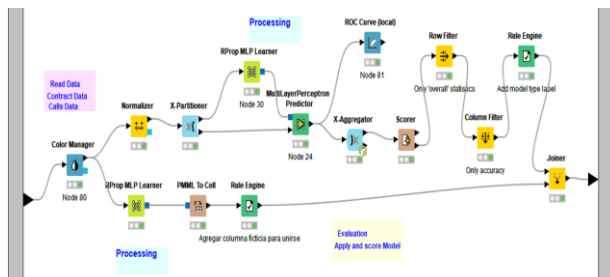 Processing
ROC Curve (local)
Node 81
Row Filter
Only 'overall' statisitcs
Rule Engine
Add model type label
RProp MLP Learner
Node 30
Read Data
Contract Data
Calls Data
Normalizer
X-Partitioner
MultiLayerPerceptron
Predictor
Node 24
X-Aggregator
Scorer
Column Filter
Only accuracy
Color Manager
Node 80
Joiner
RProp MLP Learner
PMML To Cell
Rule Engine
Agregar columna ficticia para unirse
Processing
Evaluation
Apply and score Model